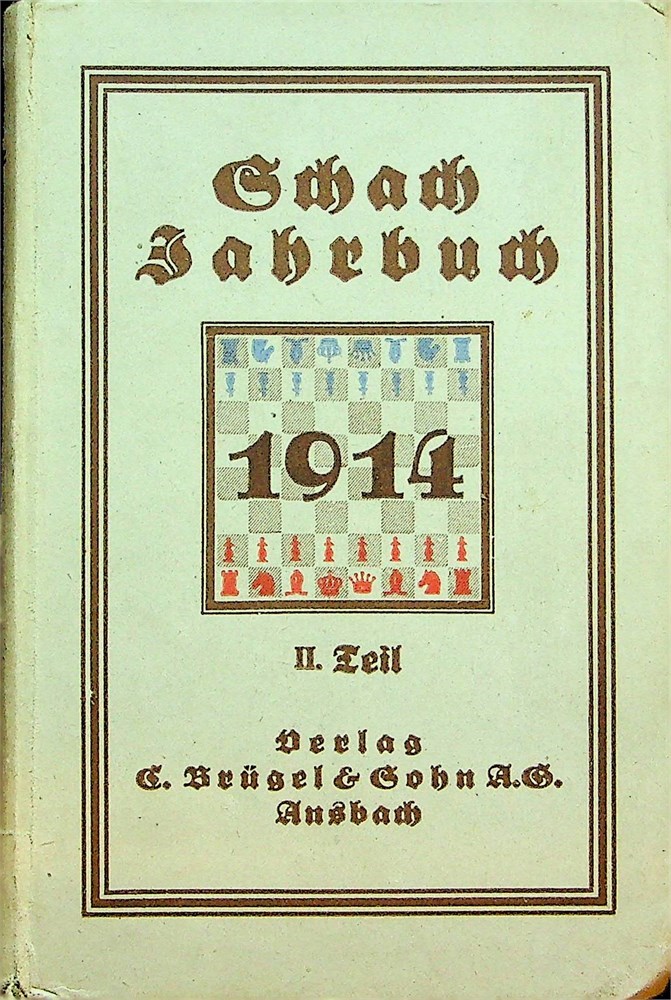 Schach
Jahrbuch
1914
II. Teil
Verlag
C. Brügel & Sohn A.G.
Ansbach